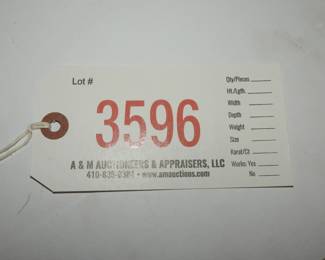 Lot #
3596
A & M AUCTIONEERS & APPRAISERS, LLC
www.amauctions.com
Qty/Pieces
Ht./Lgth.
Width
Depth
Weight
Size
Karat/Ct
Works: Yes
No